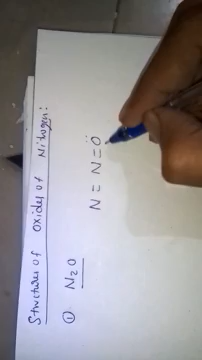 Structures of Oxides of Nitrogen:
① N₂O
N = N = Ö